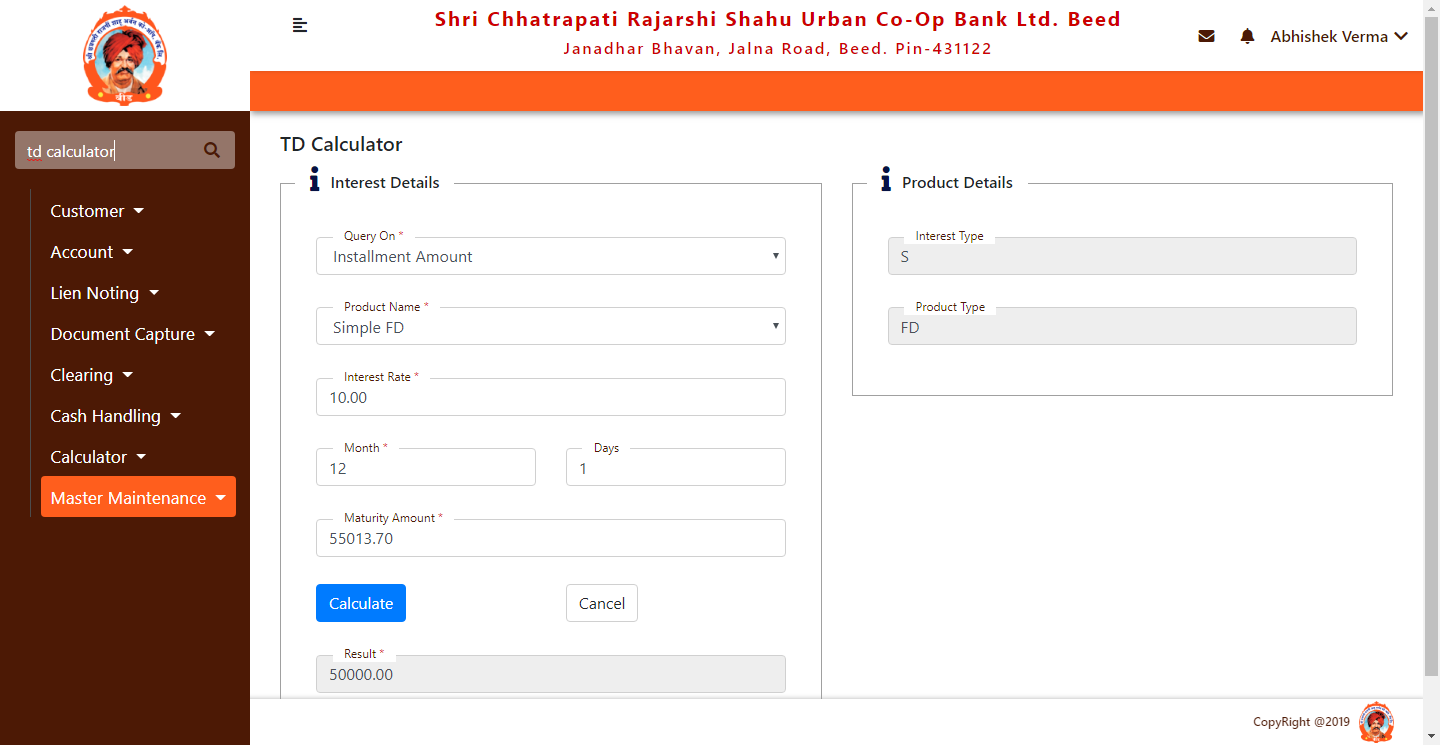 Shri Chhatrapati Rajarshi Shahu Urban Co-Op Bank Ltd. Beed
Janadhar Bhavan, Jalna Road, Beed. Pin-431122
Abhishek Verma
बीड
td calculator
Customer
Account
Lien Noting
Document Capture
Clearing
Cash Handling
Calculator
Master Maintenance
TD Calculator
Interest Details
Query On *
Installment Amount
Product Name *
Simple FD
Interest Rate *
10.00
Month *
12
Days
1
Maturity Amount *
55013.70
Calculate
Cancel
Result *
50000.00
Product Details
Interest Type
S
Product Type
FD
CopyRight @2019